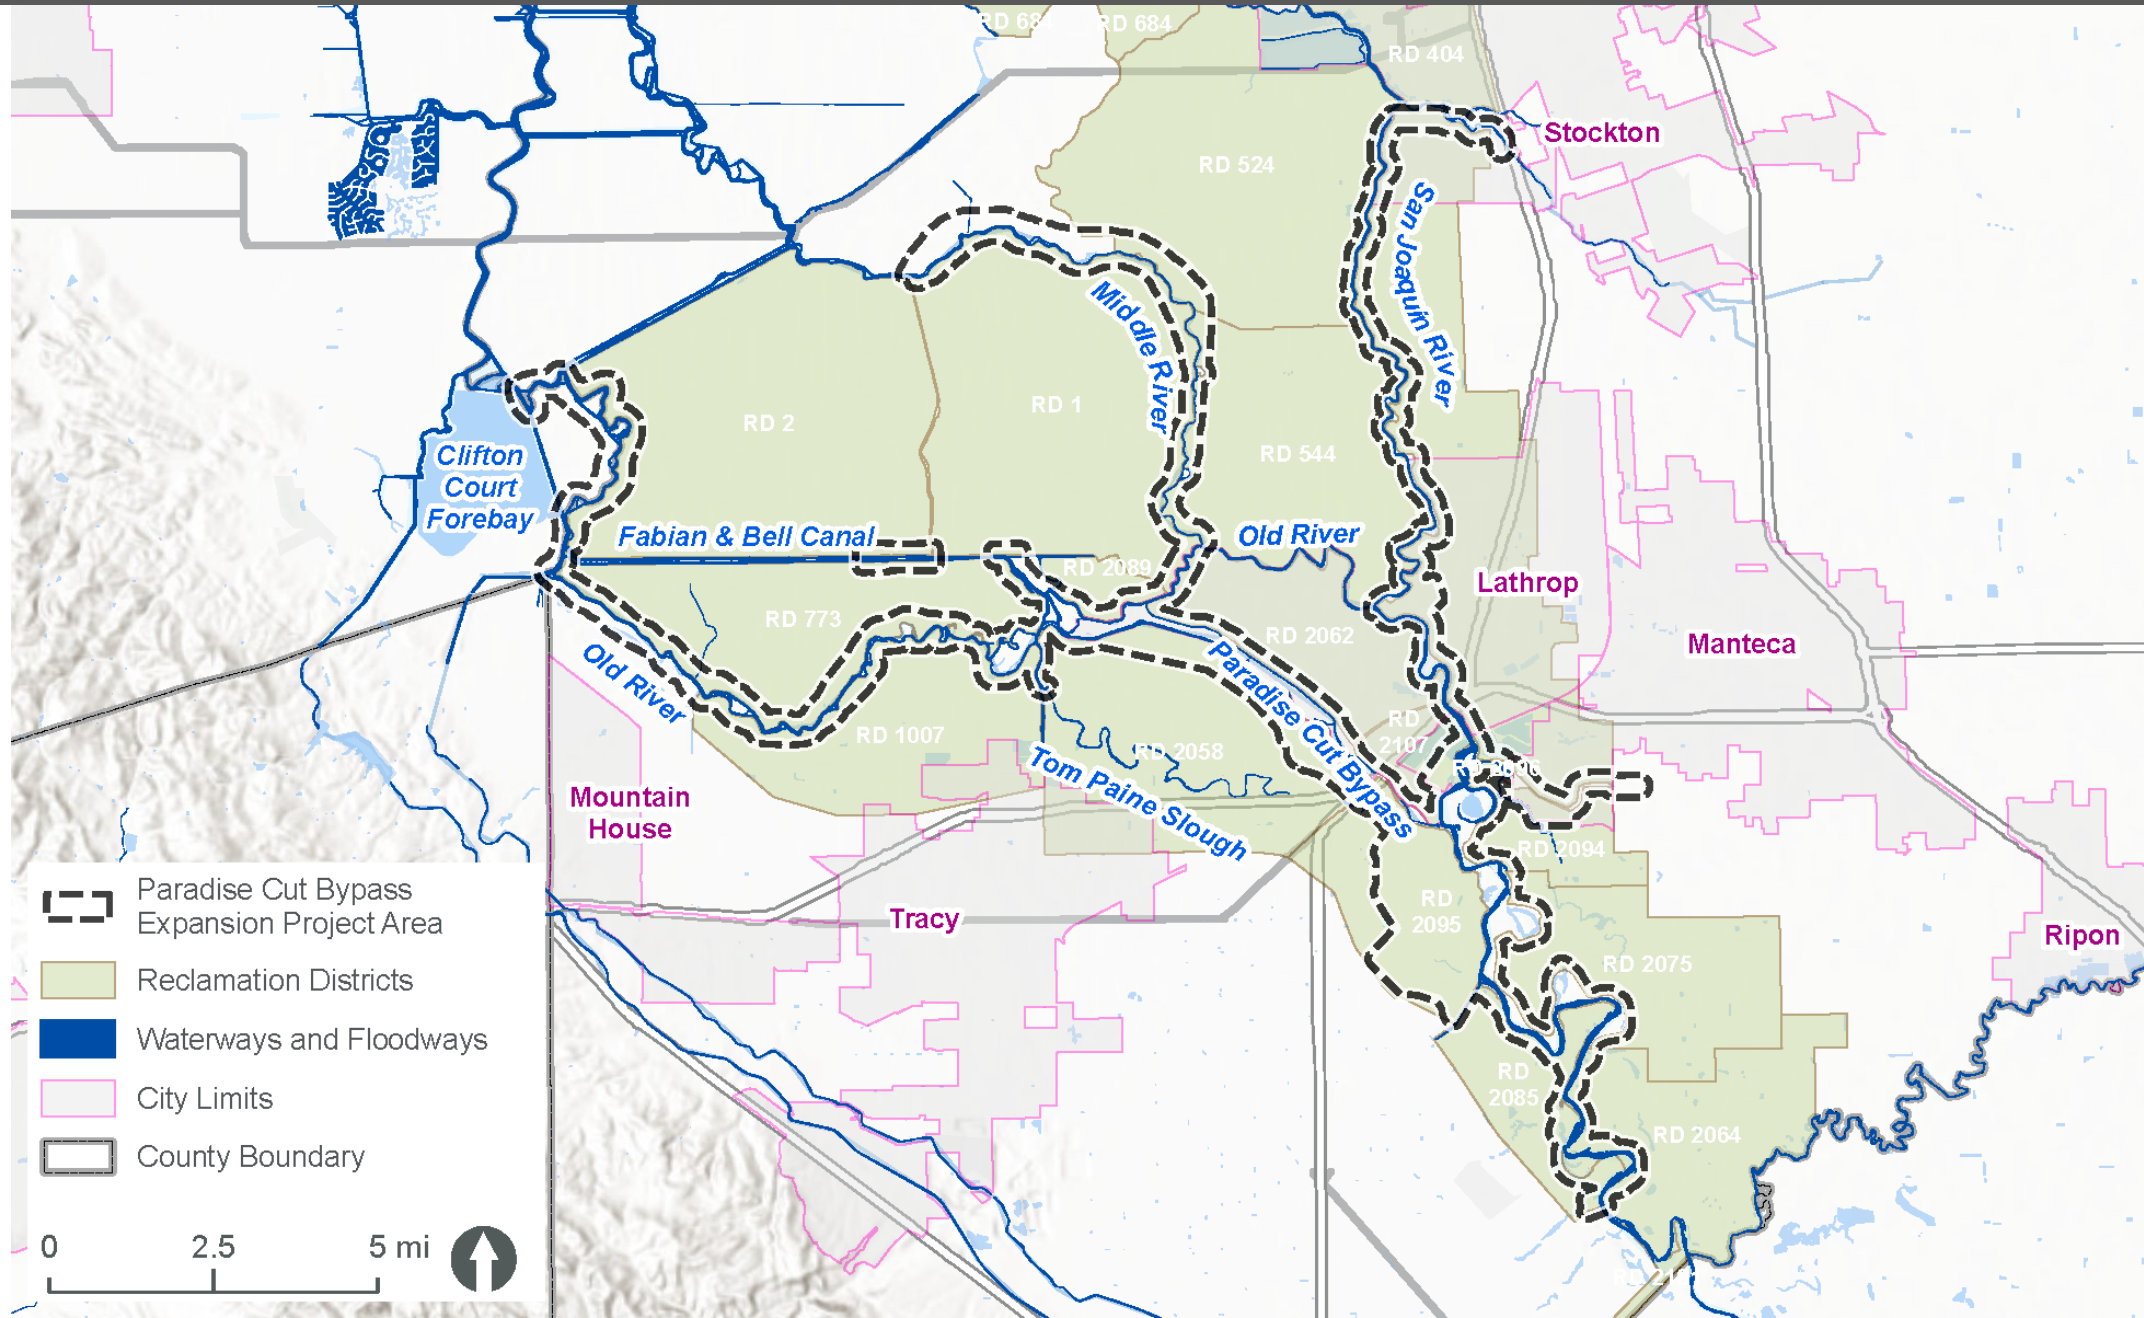 RD 684
RD 684
RD 404
Stockton
RD 524
San Joaquin River
Middle River
RD 1
RD 2
RD 544
Clifton
Court
Forebay
Fabian & Bell Canal
Old River
RD 2089
Lathrop
RD 773
RD 2062
Manteca
Old River
Paradise Cut Bypass
RD
2107
RD 1007
RD 2058
RD 2096
Tom Paine Slough
Mountain
House
RD 2094
Tracy
RD
2095
Ripon
RD 2075
RD
2085
RD 2064
Paradise Cut Bypass
Expansion Project Area
Reclamation Districts
Waterways and Floodways
City Limits
County Boundary
0 2.5 5 mi